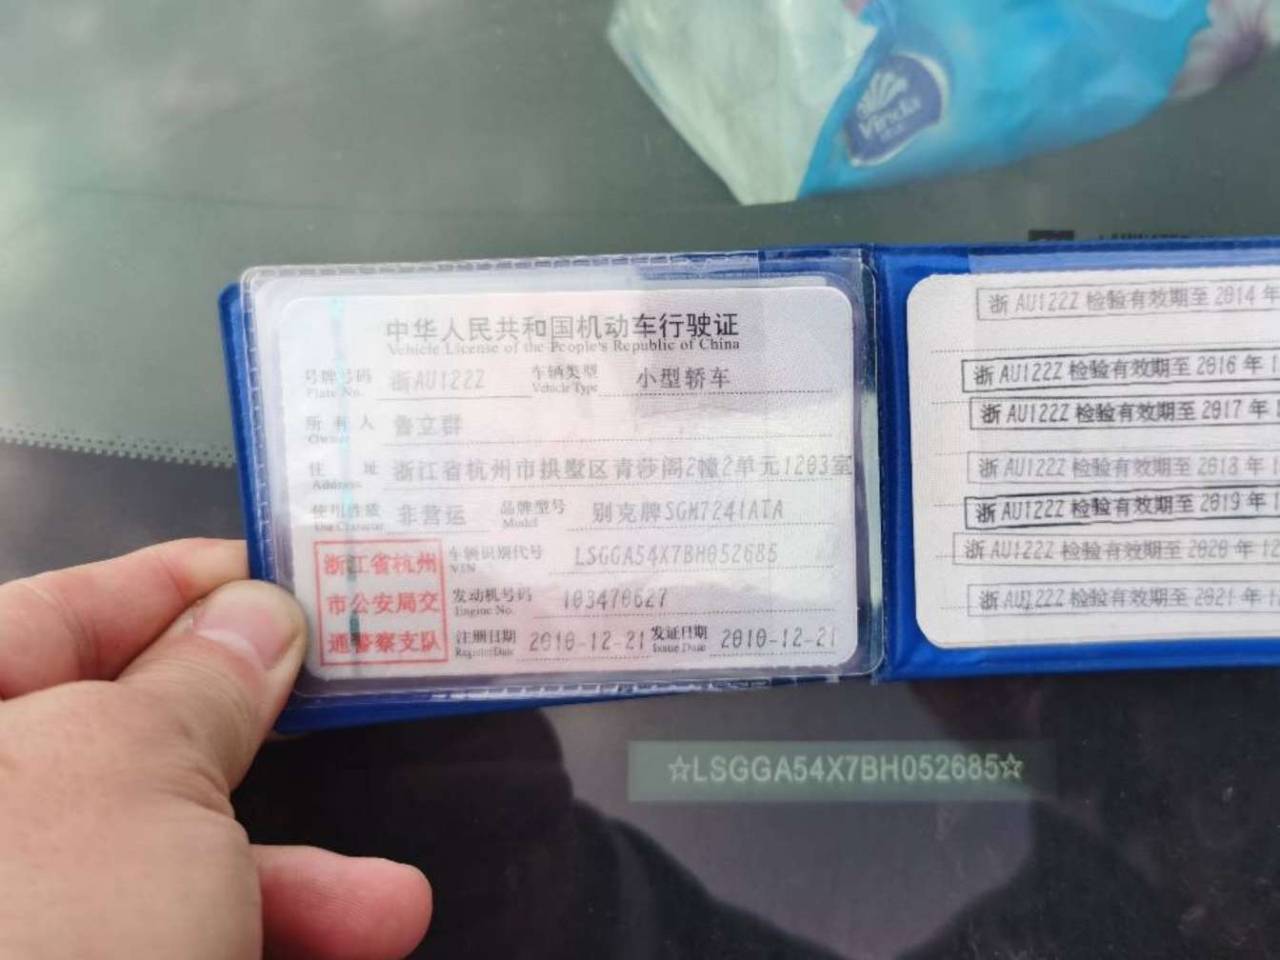 Vinda
中华人民共和国机动车行驶证
Vehicle License of the People's Republic of China
号牌号码 浙AU122Z 车辆类型 小型轿车
Plate No. Vehicle Type
所有人 鲁立群
Owner
住址 浙江省杭州市拱墅区青莎阁2幢2单元1203室
Address
使用性质 非营运 品牌型号 别克牌SGM7241ATA
Use Character Model
浙江省杭州
市公安局交
通警察支队
车辆识别代号 LSGGA54X7BH052685
VIN
发动机号码 103470627
Engine No.
注册日期 2010-12-21 发证日期 2010-12-21
Register Date Issue Date
浙AU122Z检验有效期至2014年
浙AU122Z检验有效期至2016年1
浙AU122Z检验有效期至2017年1
浙AU122Z检验有效期至2018年1
浙AU122Z检验有效期至2019年1
浙AU122Z检验有效期至2020年12
浙AU122Z检验有效期至2021年1
☆LSGGA54X7BH052685☆